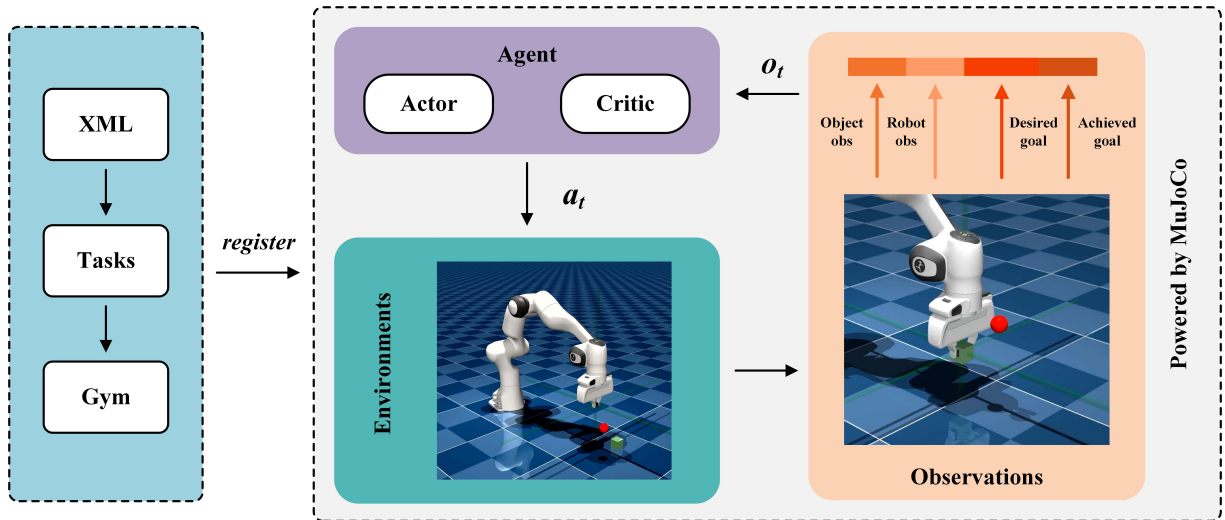 XML
Tasks
Gym
register
Agent
Actor
Critic
a_t
Environments
o_t
Object
obs
Robot
obs
Desired
goal
Achieved
goal
Observations
Powered by MuJoCo